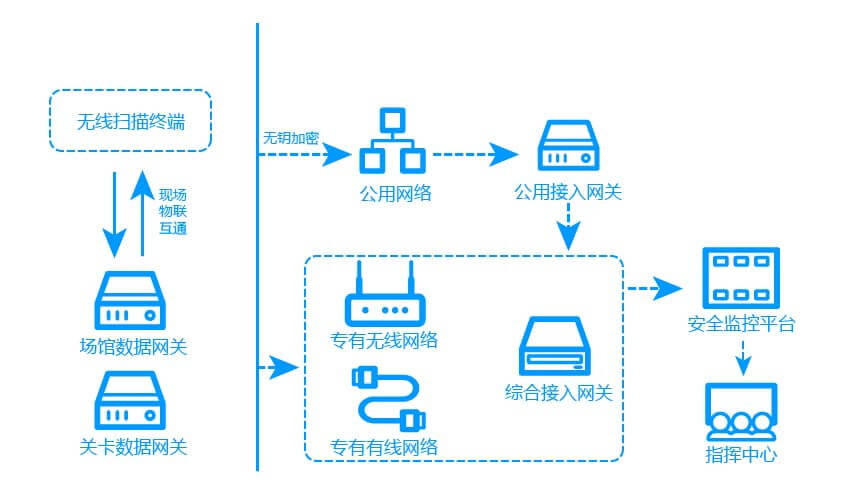 无线扫描终端
现场
物联
互通
场馆数据网关
关卡数据网关
无钥加密
公用网络
公用接入网关
专有无线网络
专有有线网络
综合接入网关
安全监控平台
指挥中心